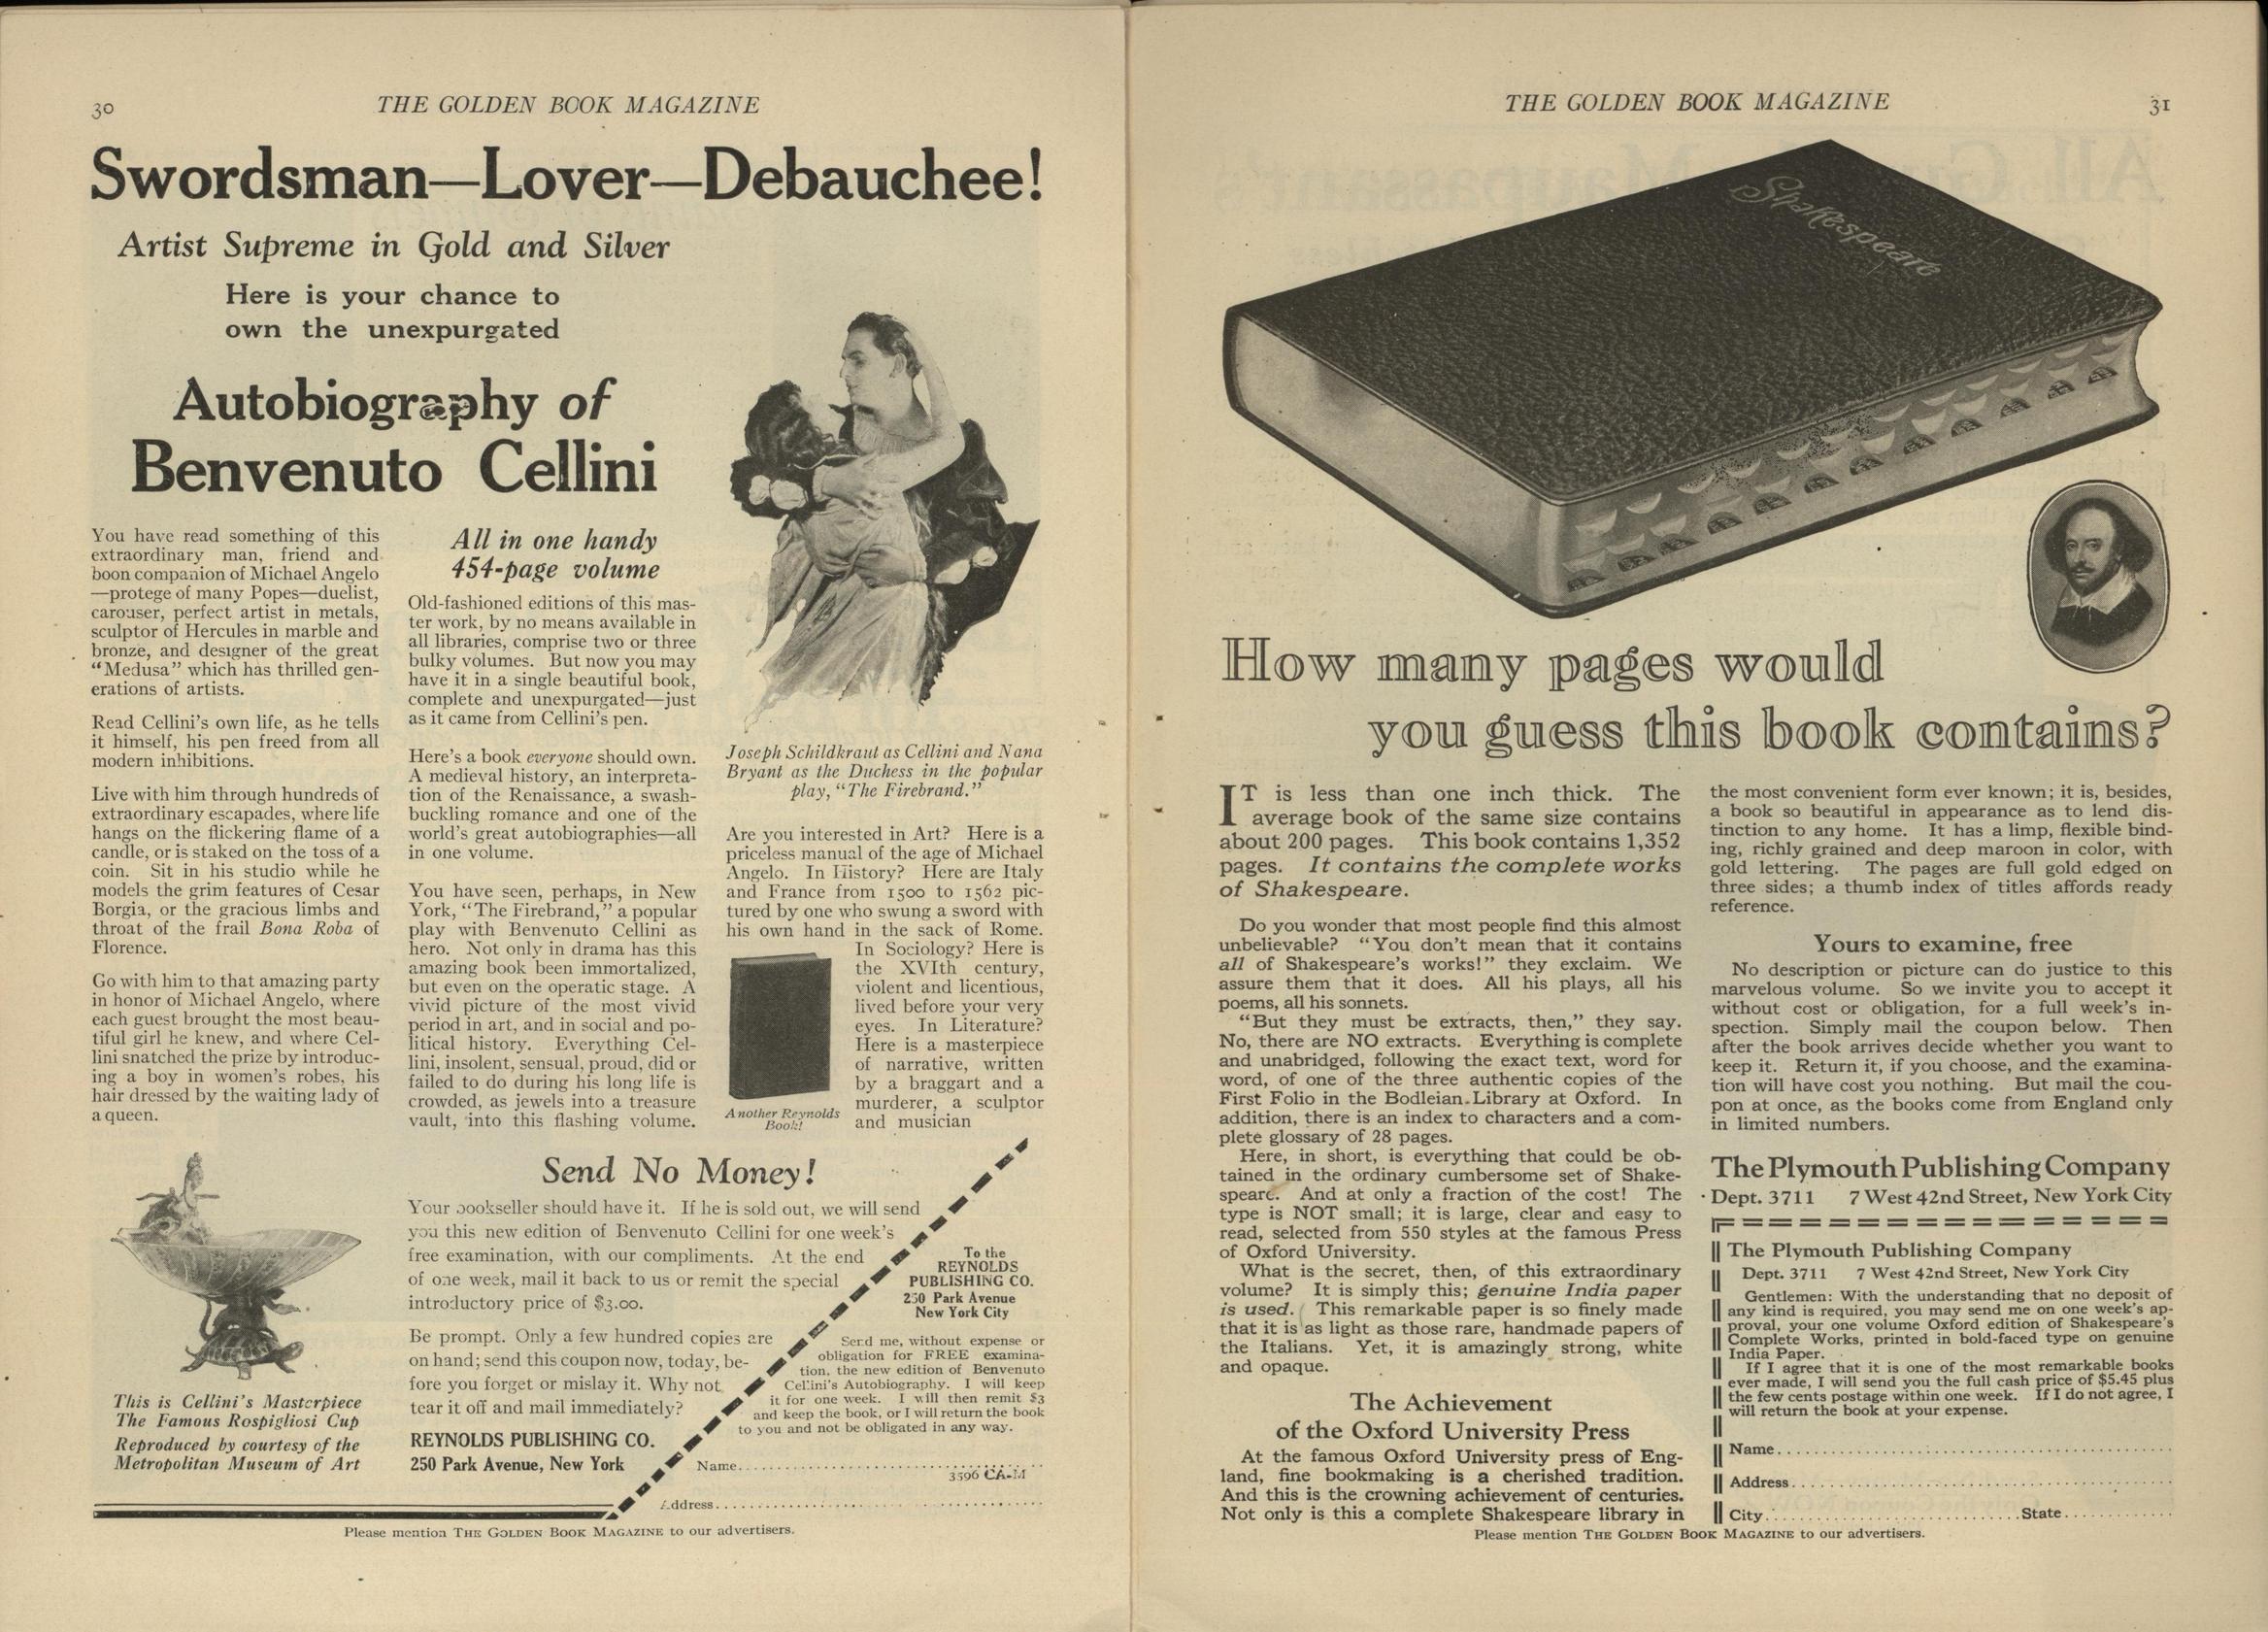 30
THE GOLDEN BOOK MAGAZINE
Swordsman—Lover—Debauchee!
Artist Supreme in Gold and Silver
Here is your chance to
own the unexpurgated
Autobiography of
Benvenuto Cellini
You have read something of this
extraordinary man, friend and
boon companion of Michael Angelo
—protege of many Popes—duelist,
carouser, perfect artist in metals,
sculptor of Hercules in marble and
bronze, and designer of the great
“Medusa” which has thrilled gen-
erations of artists.
Read Cellini’s own life, as he tells
it himself, his pen freed from all
modern inhibitions.
Live with him through hundreds of
extraordinary escapades, where life
hangs on the flickering flame of a
candle, or is staked on the toss of a
coin. Sit in his studio while he
models the grim features of Cesar
Borgia, or the gracious limbs and
throat of the frail Bona Roba of
Florence.
Go with him to that amazing party
in honor of Michael Angelo, where
each guest brought the most beau-
tiful girl he knew, and where Cel-
lini snatched the prize by introduc-
ing a boy in women’s robes, his
hair dressed by the waiting lady of
a queen.
This is Cellini’s Masterpiece
The Famous Rospigliosi Cup
Reproduced by courtesy of the
Metropolitan Museum of Art
All in one handy
454-page volume
Old-fashioned editions of this mas-
ter work, by no means available in
all libraries, comprise two or three
bulky volumes. But now you may
have it in a single beautiful book,
complete and unexpurgated—just
as it came from Cellini’s pen.
Here’s a book everyone should own.
A medieval history, an interpreta-
tion of the Renaissance, a swash-
buckling romance and one of the
world’s great autobiographies—all
in one volume.
You have seen, perhaps, in New
York, “The Firebrand,” a popular
play with Benvenuto Cellini as
hero. Not only in drama has this
amazing book been immortalized,
but even on the operatic stage. A
vivid picture of the most vivid
period in art, and in social and po-
litical history. Everything Cel-
lini, insolent, sensual, proud, did or
failed to do during his long life is
crowded, as jewels into a treasure
vault, into this flashing volume.
Joseph Schildkraut as Cellini and Nana
Bryant as the Duchess in the popular
play, “The Firebrand.”
Are you interested in Art? Here is a
priceless manual of the age of Michael
Angelo. In History? Here are Italy
and France from 1500 to 1562 pic-
tured by one who swung a sword with
his own hand in the sack of Rome.
In Sociology? Here is
the XVIth century,
violent and licentious,
lived before your very
eyes. In Literature?
Here is a masterpiece
of narrative, written
by a braggart and a
murderer, a sculptor
and musician
Another Reynolds
Book!
Send No Money!
Your bookseller should have it. If he is sold out, we will send
you this new edition of Benvenuto Cellini for one week’s
free examination, with our compliments. At the end
of one week, mail it back to us or remit the special
introductory price of $3.00.
Be prompt. Only a few hundred copies are
on hand; send this coupon now, today, be-
fore you forget or mislay it. Why not
tear it off and mail immediately?
REYNOLDS PUBLISHING CO.
250 Park Avenue, New York
To the
REYNOLDS
PUBLISHING CO.
250 Park Avenue
New York City
Send me, without expense or
obligation for FREE examina-
tion, the new edition of Benvenuto
Cellini’s Autobiography. I will keep
it for one week. I will then remit $3
and keep the book, or I will return the book
to you and not be obligated in any way.
Name
3596 CA-M
Address
Please mention THE GOLDEN BOOK MAGAZINE to our advertisers.
THE GOLDEN BOOK MAGAZINE
31
Shakespeare
How many pages would
you guess this book contains?
IT is less than one inch thick. The
average book of the same size contains
about 200 pages. This book contains 1,352
pages. It contains the complete works
of Shakespeare.
Do you wonder that most people find this almost
unbelievable? “You don’t mean that it contains
all of Shakespeare’s works!” they exclaim. We
assure them that it does. All his plays, all his
poems, all his sonnets.
“But they must be extracts, then,” they say.
No, there are NO extracts. Everything is complete
and unabridged, following the exact text, word for
word, of one of the three authentic copies of the
First Folio in the Bodleian Library at Oxford. In
addition, there is an index to characters and a com-
plete glossary of 28 pages.
Here, in short, is everything that could be ob-
tained in the ordinary cumbersome set of Shake-
speare. And at only a fraction of the cost! The
type is NOT small; it is large, clear and easy to
read, selected from 550 styles at the famous Press
of Oxford University.
What is the secret, then, of this extraordinary
volume? It is simply this; genuine India paper
is used. This remarkable paper is so finely made
that it is as light as those rare, handmade papers of
the Italians. Yet, it is amazingly strong, white
and opaque.
The Achievement
of the Oxford University Press
At the famous Oxford University press of Eng-
land, fine bookmaking is a cherished tradition.
And this is the crowning achievement of centuries.
Not only is this a complete Shakespeare library in
the most convenient form ever known; it is, besides,
a book so beautiful in appearance as to lend dis-
tinction to any home. It has a limp, flexible bind-
ing, richly grained and deep maroon in color, with
gold lettering. The pages are full gold edged on
three sides; a thumb index of titles affords ready
reference.
Yours to examine, free
No description or picture can do justice to this
marvelous volume. So we invite you to accept it
without cost or obligation, for a full week’s in-
spection. Simply mail the coupon below. Then
after the book arrives decide whether you want to
keep it. Return it, if you choose, and the examina-
tion will have cost you nothing. But mail the cou-
pon at once, as the books come from England only
in limited numbers.
The Plymouth Publishing Company
Dept. 3711 7 West 42nd Street, New York City
The Plymouth Publishing Company
Dept. 3711 7 West 42nd Street, New York City
Gentlemen: With the understanding that no deposit of
any kind is required, you may send me on one week’s ap-
proval, your one volume Oxford edition of Shakespeare’s
Complete Works, printed in bold-faced type on genuine
India Paper.
If I agree that it is one of the most remarkable books
ever made, I will send you the full cash price of $5.45 plus
the few cents postage within one week. If I do not agree, I
will return the book at your expense.
Name
Address
City State
Please mention THE GOLDEN BOOK MAGAZINE to our advertisers.